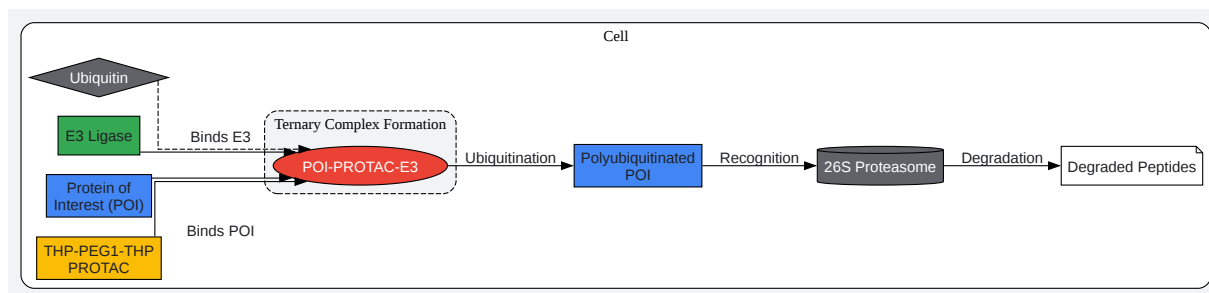 Cell
Ubiquitin
E3 Ligase
Binds E3
Ternary Complex Formation
POI-PROTAC-E3
Ubiquitination
Polyubiquitinated
POI
Recognition
26S Proteasome
Degradation
Degraded Peptides
Protein of
Interest (POI)
Binds POI
THP-PEG1-THP
PROTAC